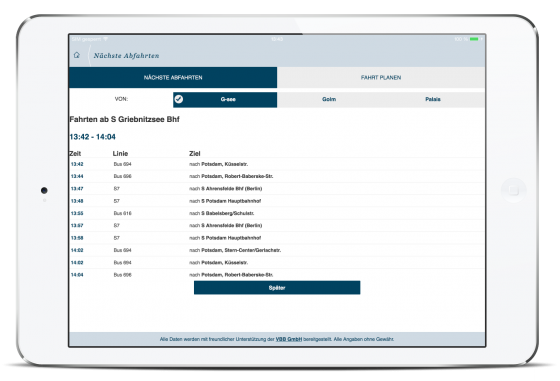 Nächste Abfahrten
NÄCHSTE ABFAHRTEN FAHRT PLANEN
VON: G-see Golm Palais
Fahrten ab S Griebnitzsee Bhf
13:42 - 14:04
Zeit Linie Ziel
13:42 Bus 694 nach Potsdam, Küsselstr.
13:44 Bus 696 nach Potsdam, Robert-Baberske-Str.
13:47 S7 nach S Ahrensfelde Bhf (Berlin)
13:48 S7 nach S Potsdam Hauptbahnhof
13:55 Bus 616 nach S Babelsberg/Schulstr.
13:57 S7 nach S Ahrensfelde Bhf (Berlin)
13:58 S7 nach S Potsdam Hauptbahnhof
14:02 Bus 694 nach Potsdam, Stern-Center/Gerlachstr.
14:02 Bus 694 nach Potsdam, Küsselstr.
14:04 Bus 696 nach Potsdam, Robert-Baberske-Str.
Später
Alle Daten werden mit freundlicher Unterstützung der VBB GmbH bereitgestellt. Alle Angaben ohne Gewähr.